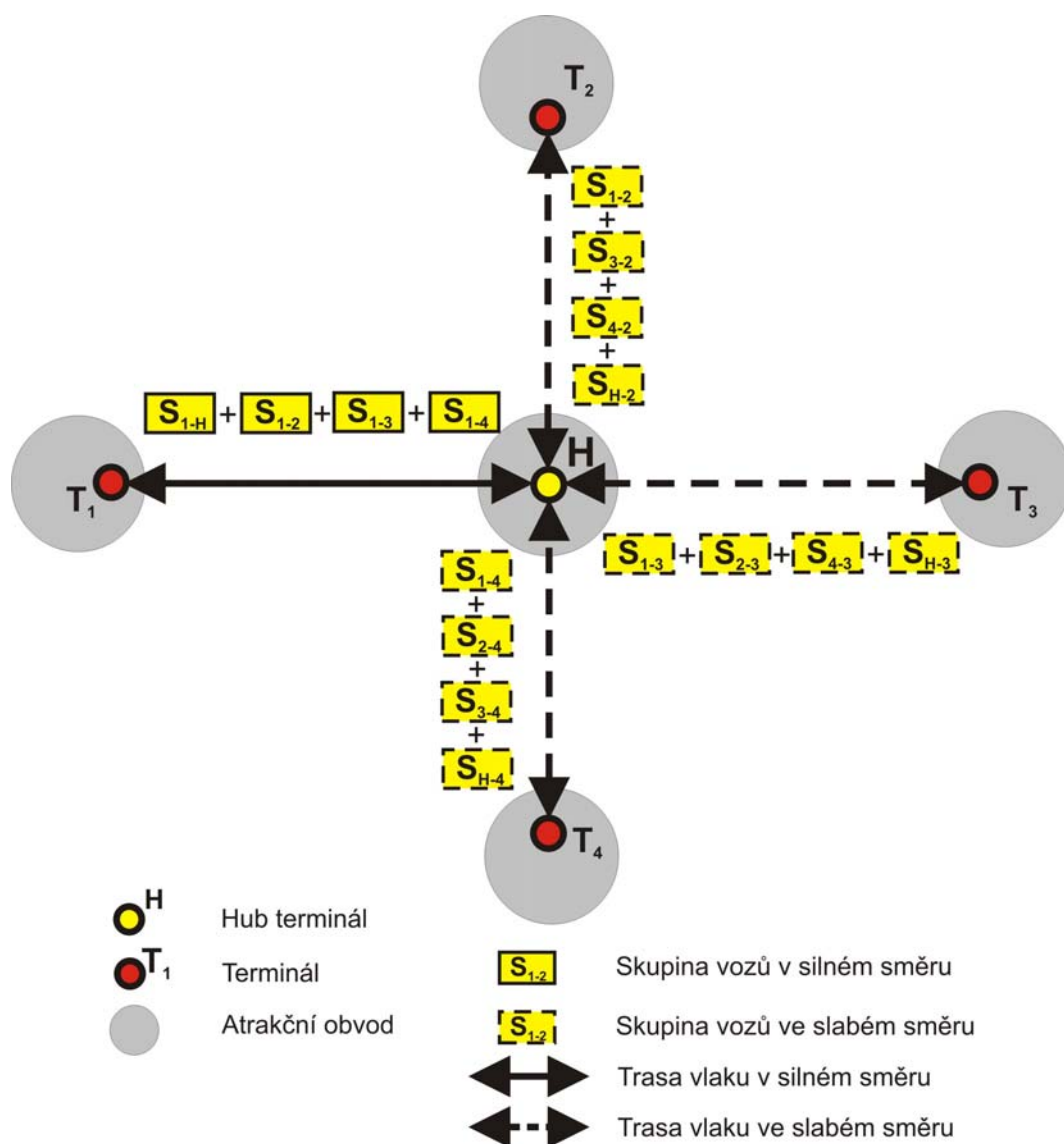 T₂
S₁₋₂
+
S₃₋₂
+
S₄₋₂
+
S_H-2
S₁-H + S₁₋₂ + S₁₋₃ + S₁₋₄
H
T₁
T₃
S₁₋₃ + S₂₋₃ + S₄₋₃ + S_H-3
S₁₋₄
+
S₂₋₄
+
S₃₋₄
+
S_H-4
T₄
H
Hub terminál
T₁
Terminál
Atrakční obvod
S₁₋₂
Skupina vozů v silném směru
S₁₋₂
Skupina vozů ve slabém směru
Trasa vlaku v silném směru
Trasa vlaku ve slabém směru